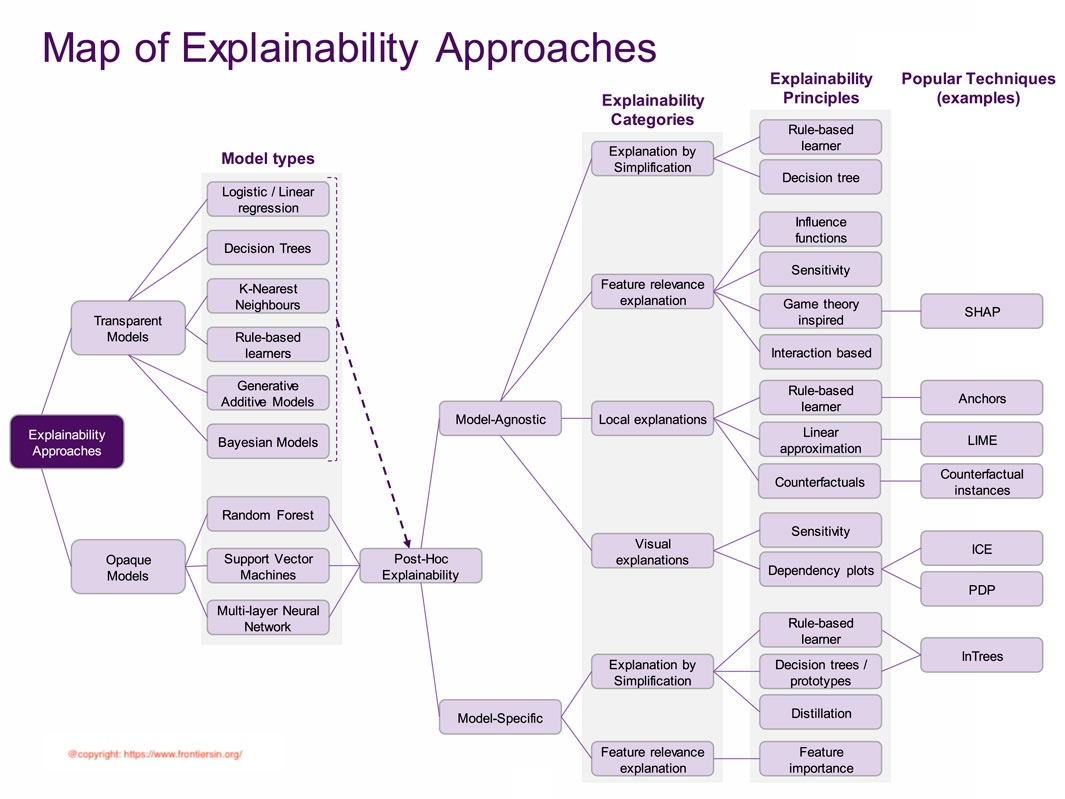 Map of Explainability Approaches
Explainability
Principles
Popular Techniques
(examples)
Explainability
Categories
Model types
Explainability
Approaches
Transparent
Models
Opaque
Models
Logistic / Linear
regression
Decision Trees
K-Nearest
Neighbours
Rule-based
learners
Generative
Additive Models
Bayesian Models
Random Forest
Support Vector
Machines
Multi-layer Neural
Network
Post-Hoc
Explainability
Model-Agnostic
Model-Specific
Explanation by
Simplification
Feature relevance
explanation
Local explanations
Visual
explanations
Explanation by
Simplification
Feature relevance
explanation
Rule-based
learner
Decision tree
Influence
functions
Sensitivity
Game theory
inspired
Interaction based
Rule-based
learner
Linear
approximation
Counterfactuals
Sensitivity
Dependency plots
Rule-based
learner
Decision trees /
prototypes
Distillation
Feature
importance
SHAP
Anchors
LIME
Counterfactual
instances
ICE
PDP
InTrees
@copyright: https://www.frontiersin.org/